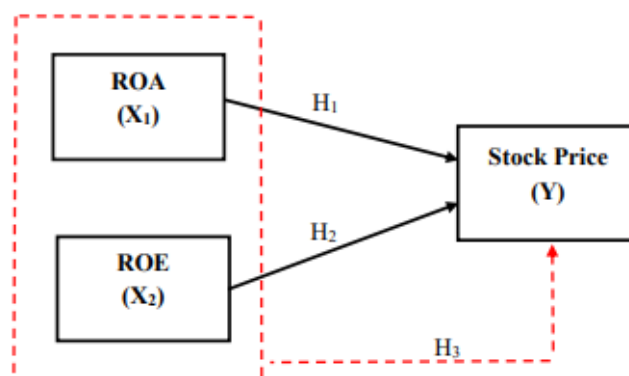 ROA
(X₁)
H₁
Stock Price
(Y)
H₂
ROE
(X₂)
H₃